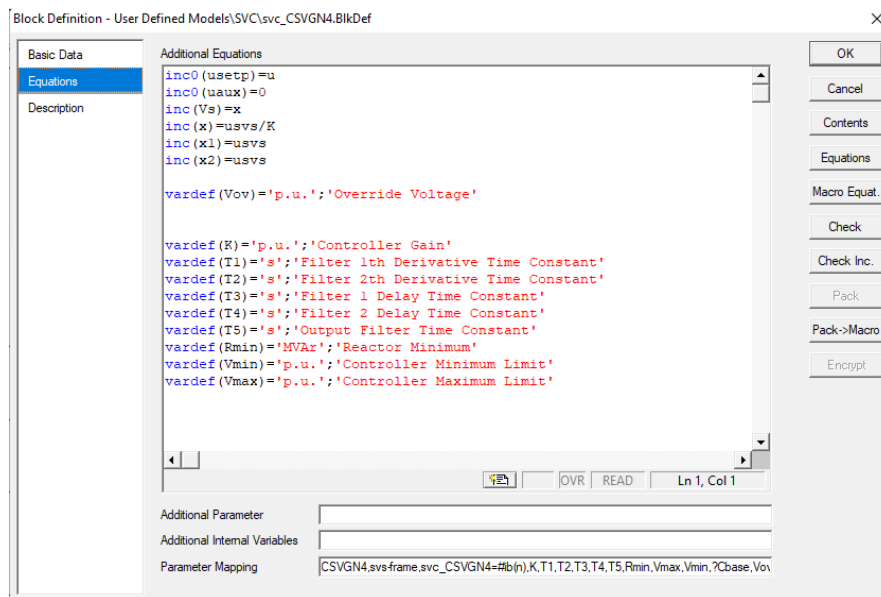 Block Definition - User Defined Models\SVC\svc_CSVGN4.BlkDef
Basic Data
Equations
Description
Additional Equations
inc0(usetp)=u
inc0(uaux)=0
inc(Vs)=x
inc(x)=usvs/K
inc(x1)=usvs
inc(x2)=usvs
vardef(Vov)='p.u.';'Override Voltage'
vardef(K)='p.u.';'Controller Gain'
vardef(T1)='s';'Filter 1th Derivative Time Constant'
vardef(T2)='s';'Filter 2th Derivative Time Constant'
vardef(T3)='s';'Filter 1 Delay Time Constant'
vardef(T4)='s';'Filter 2 Delay Time Constant'
vardef(T5)='s';'Output Filter Time Constant'
vardef(Rmin)='MVAr';'Reactor Minimum'
vardef(Vmin)='p.u.';'Controller Minimum Limit'
vardef(Vmax)='p.u.';'Controller Maximum Limit'
OVR READ Ln 1, Col 1
Additional Parameter
Additional Internal Variables
Parameter Mapping CSVGN4,svs-frame,svc_CSVGN4=#ib(n),K,T1,T2,T3,T4,T5,Rmin,Vmax,Vmin,?Cbase,Vov
OK
Cancel
Contents
Equations
Macro Equat.
Check
Check Inc.
Pack
Pack->Macro
Encrypt